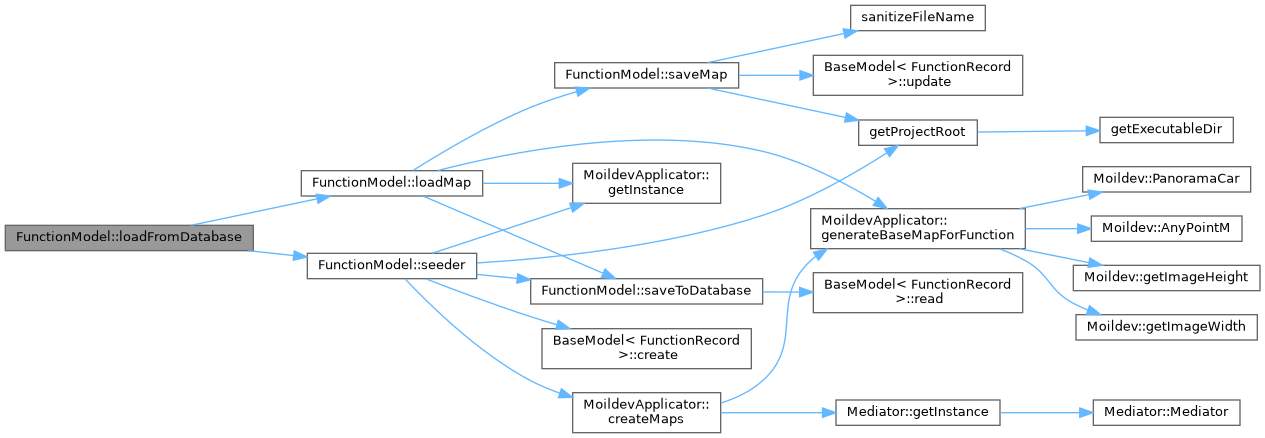 FunctionModel::loadFromDatabase
FunctionModel::loadMap
FunctionModel::seeder
FunctionModel::saveMap
MoildevApplicator::
getInstance
FunctionModel::saveToDatabase
BaseModel< FunctionRecord
>::create
MoildevApplicator::
createMaps
sanitizeFileName
BaseModel< FunctionRecord
>::update
getProjectRoot
MoildevApplicator::
generateBaseMapForFunction
BaseModel< FunctionRecord
>::read
Mediator::getInstance
getExecutableDir
Moildev::PanoramaCar
Moildev::AnyPointM
Moildev::getImageHeight
Moildev::getImageWidth
Mediator::Mediator